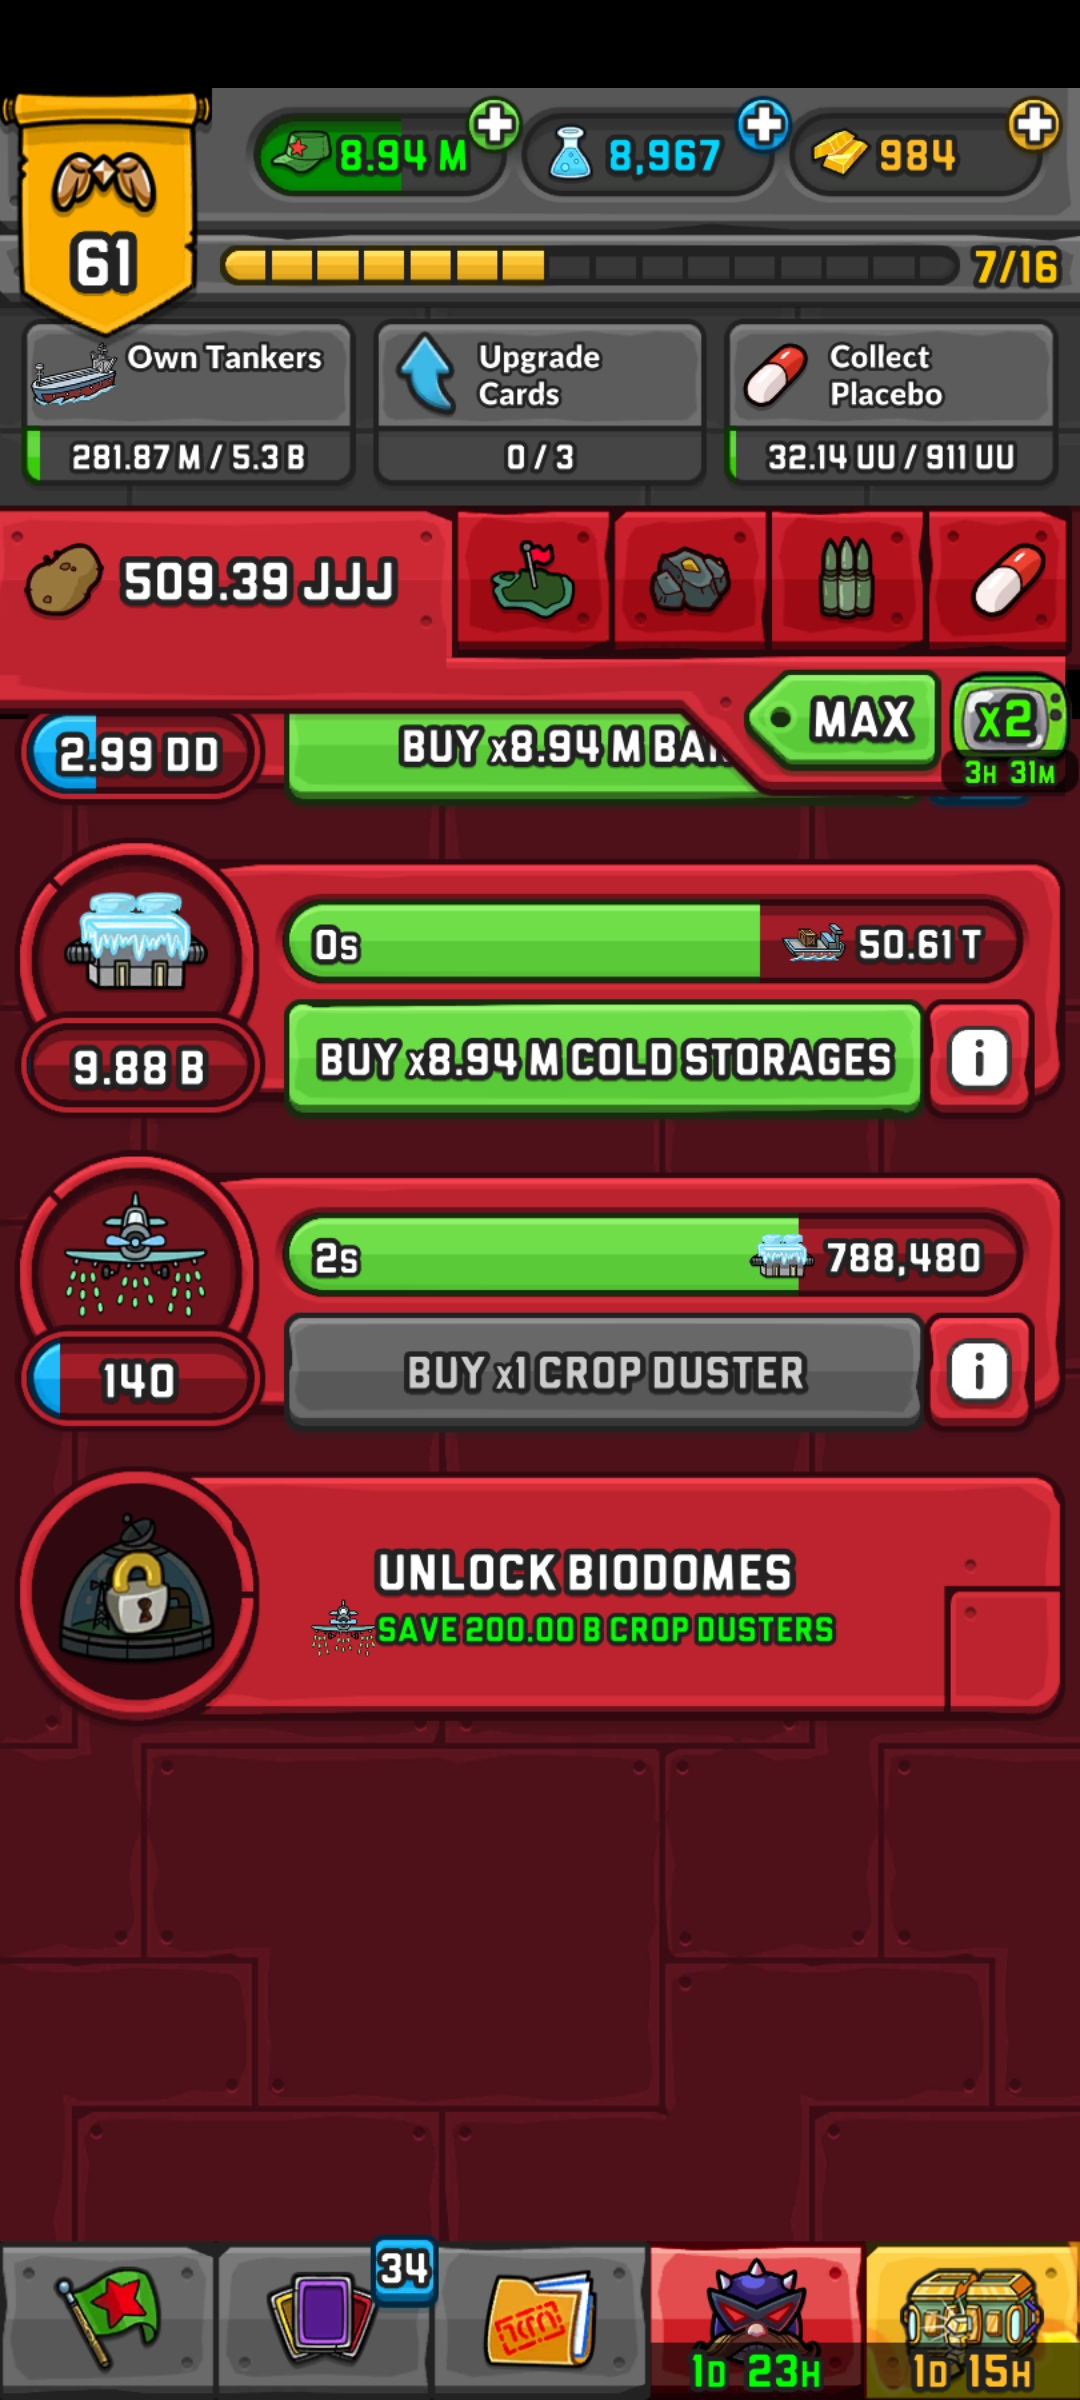 8.94 M
8,967
984
61
7/16
Own Tankers
281.87 M / 5.3 B
Upgrade
Cards
0 / 3
Collect
Placebo
32.14 UU / 911 UU
509.39 JJJ
MAX
x2
3H 31M
2.99 DD
BUY x8.94 M
0s
50.61 T
9.88 B
BUY x8.94 M COLD STORAGES
i
2s
788,480
140
BUY x1 CROP DUSTER
i
UNLOCK BIODOMES
SAVE 200.00 B CROP DUSTERS
34
1D 23H
1D 15H